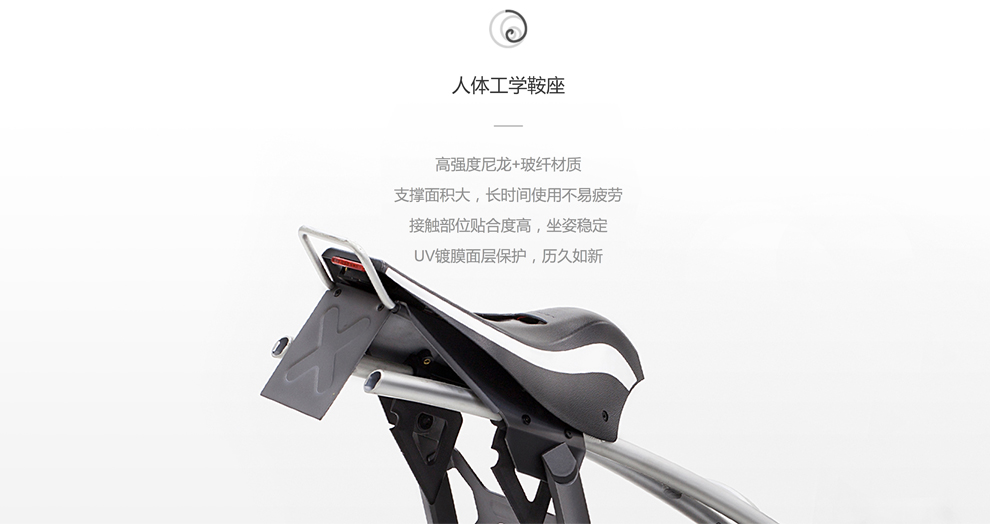 人体工学鞍座
高强度尼龙+玻纤材质
支撑面积大，长时间使用不易疲劳
接触部位贴合度高，坐姿稳定
UV镀膜面层保护，历久如新